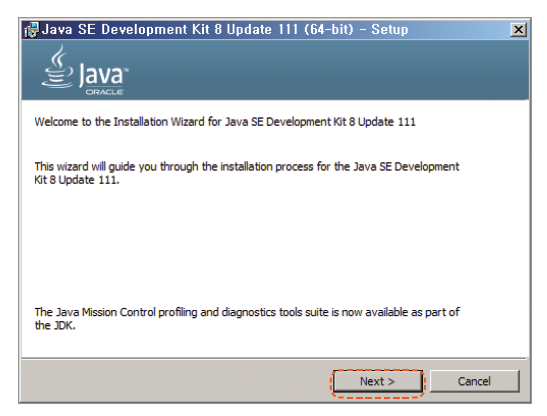 Java SE Development Kit 8 Update 111 (64-bit) - Setup
Java™
ORACLE
Welcome to the Installation Wizard for Java SE Development Kit 8 Update 111
This wizard will guide you through the installation process for the Java SE Development
Kit 8 Update 111.
The Java Mission Control profiling and diagnostics tools suite is now available as part of
the JDK.
Next > Cancel